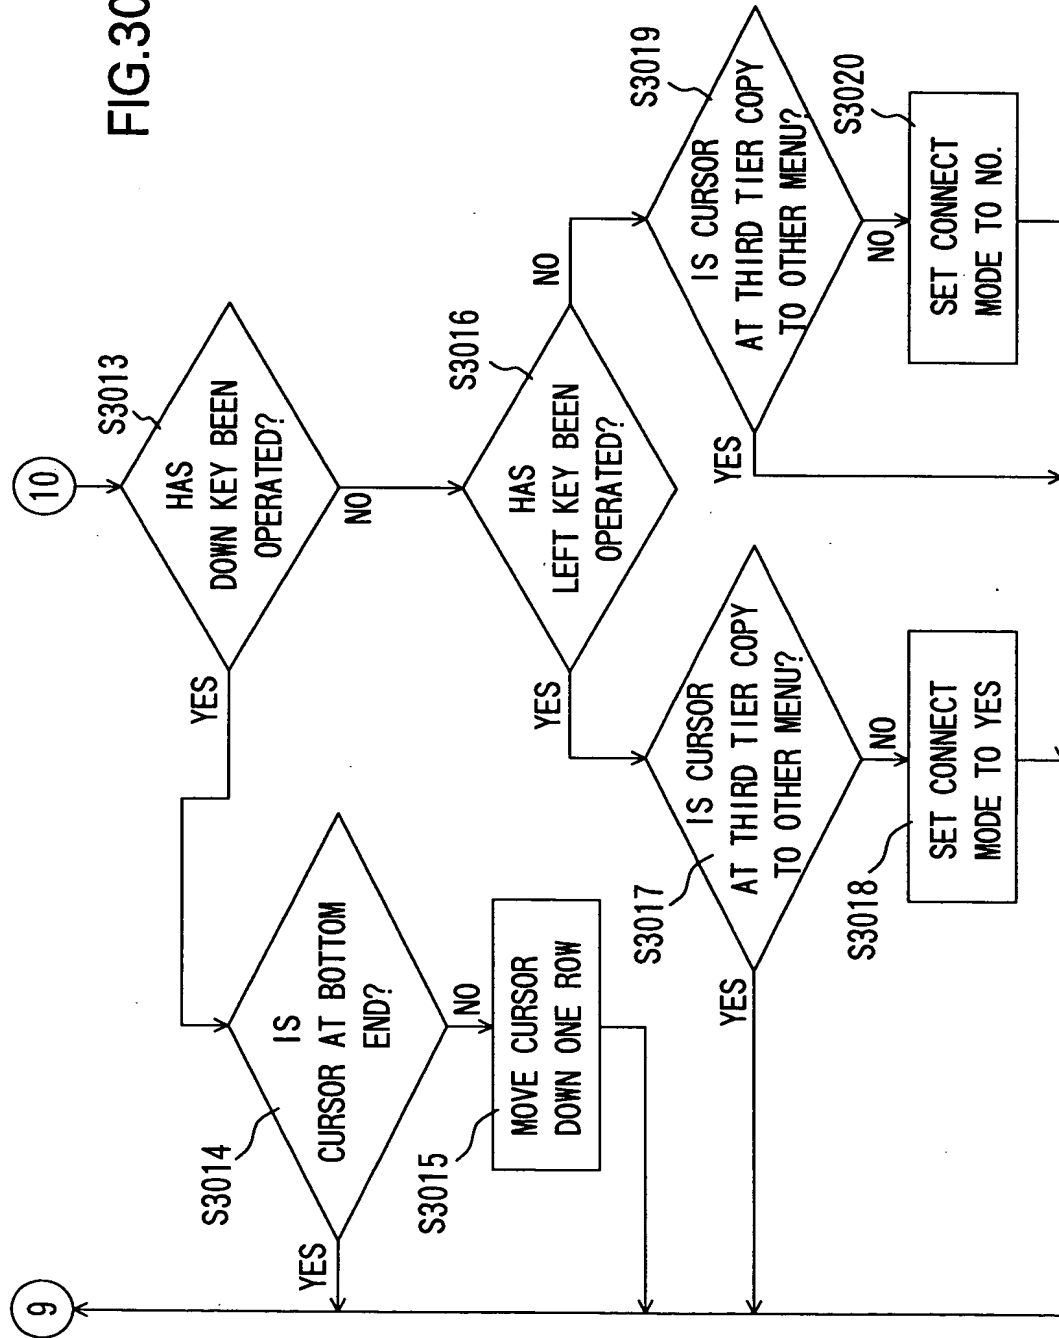 FIG.30
10
S3013
HAS
DOWN KEY BEEN
OPERATED?
YES
NO
9
S3014
IS
CURSOR AT BOTTOM
END?
YES
NO
S3015
MOVE CURSOR
DOWN ONE ROW
S3016
HAS
LEFT KEY BEEN
OPERATED?
YES
NO
S3017
IS CURSOR
AT THIRD TIER COPY
TO OTHER MENU?
YES
NO
S3018
SET CONNECT
MODE TO YES
S3019
IS CURSOR
AT THIRD TIER COPY
TO OTHER MENU?
YES
NO
S3020
SET CONNECT
MODE TO NO.